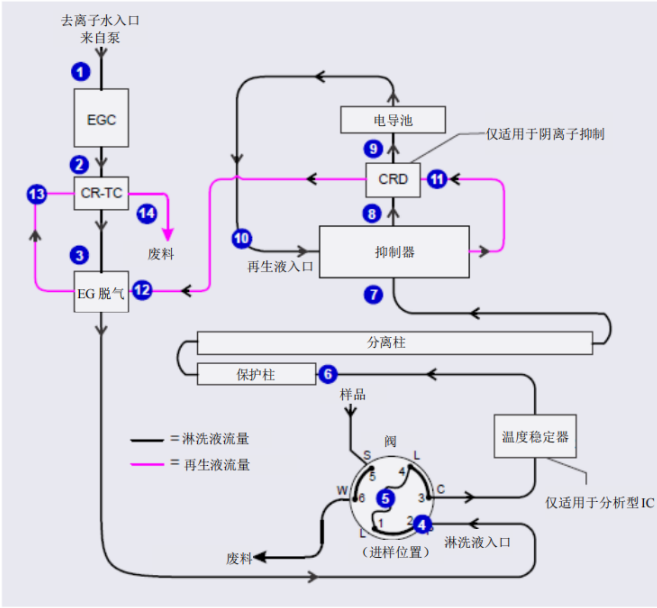 去离子水入口
来自泵
1
EGC
2
CR-TC
13
14
废料
3
EG 脱气
12
电导池
9
仅适用于阴离子抑制
CRD
11
8
10
再生液入口
抑制器
7
分离柱
保护柱
6
样品
温度稳定器
仅适用于分析型 IC
=淋洗液流量
=再生液流量
阀
S
L
5
4
W
6
5
3
C
1
2
4
L
P
(进样位置)
淋洗液入口
废料